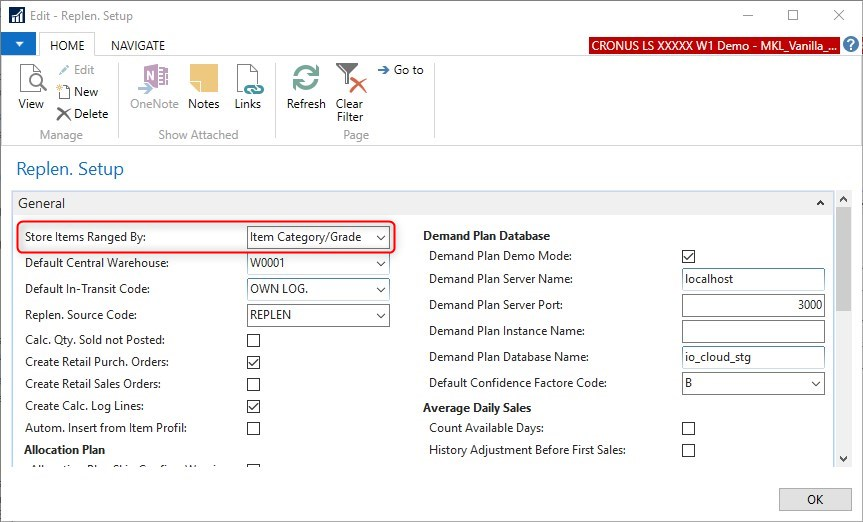 Edit - Replen. Setup
HOME
NAVIGATE
CRONUS LS XXXXX W1 Demo - MKL_Vanilla_...
View
Edit
New
Delete
Manage
OneNote
Notes
Links
Show Attached
Refresh
Clear
Filter
Go to
Page
Replen. Setup
General
Store Items Ranged By: Item Category/Grade
Default Central Warehouse: W0001
Default In-Transit Code: OWN LOG.
Replen. Source Code: REPLEN
Calc. Qty. Sold not Posted:
Create Retail Purch. Orders:
Create Retail Sales Orders:
Create Calc. Log Lines:
Autom. Insert from Item Profil:
Allocation Plan
Demand Plan Database
Demand Plan Demo Mode:
Demand Plan Server Name: localhost
Demand Plan Server Port: 3000
Demand Plan Instance Name:
Demand Plan Database Name: io_cloud_stg
Default Confidence Factore Code: B
Average Daily Sales
Count Available Days:
History Adjustment Before First Sales:
OK